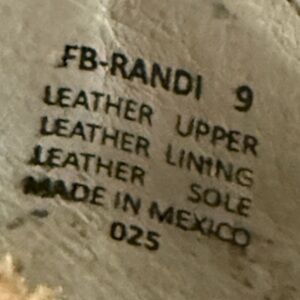 FB-RANDI 9
LEATHER UPPER
LEATHER LINING
LEATHER SOLE
MADE IN MEXICO
025